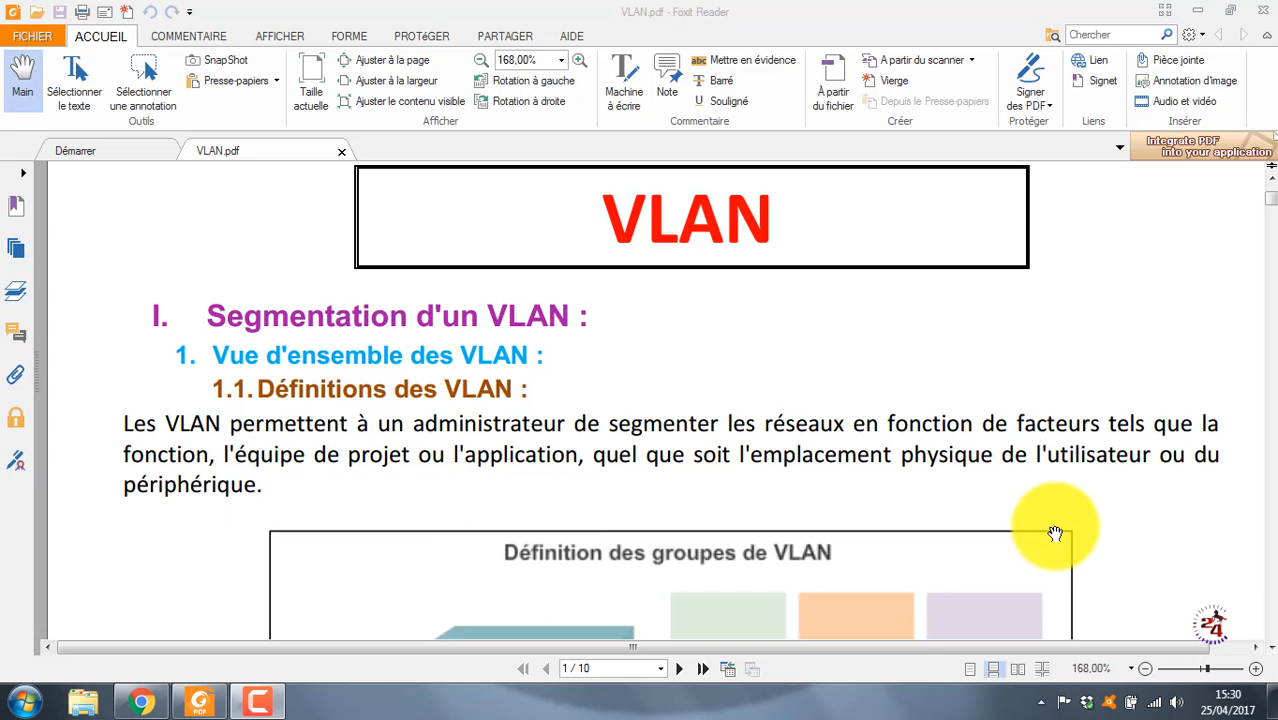 VLAN.pdf - Foxit Reader
FICHIER ACCUEIL COMMENTAIRE AFFICHER FORME PROTéGER PARTAGER AIDE Chercher
Main
Sélectionner le texte
Sélectionner une annotation
SnapShot
Presse-papiers
Outils
Taille actuelle
Ajuster à la page
Ajuster à la largeur
Ajuster le contenu visible
168,00%
Rotation à gauche
Rotation à droite
Afficher
Machine à écrire
Note
abc Mettre en évidence
Barré
Souligné
Commentaire
À partir du fichier
A partir du scanner
Vierge
Depuis le Presse-papiers
Créer
Signer des PDF
Protéger
Lien
Signet
Liens
Pièce jointe
Annotation d'image
Audio et vidéo
Insérer
Démarrer VLAN.pdf
Integrate PDF
into your application
VLAN
I. Segmentation d'un VLAN :
1. Vue d'ensemble des VLAN :
1.1. Définitions des VLAN :
Les VLAN permettent à un administrateur de segmenter les réseaux en fonction de facteurs tels que la
fonction, l'équipe de projet ou l'application, quel que soit l'emplacement physique de l'utilisateur ou du
périphérique.
Définition des groupes de VLAN
24
1 / 10 168,00%
15:30
25/04/2017